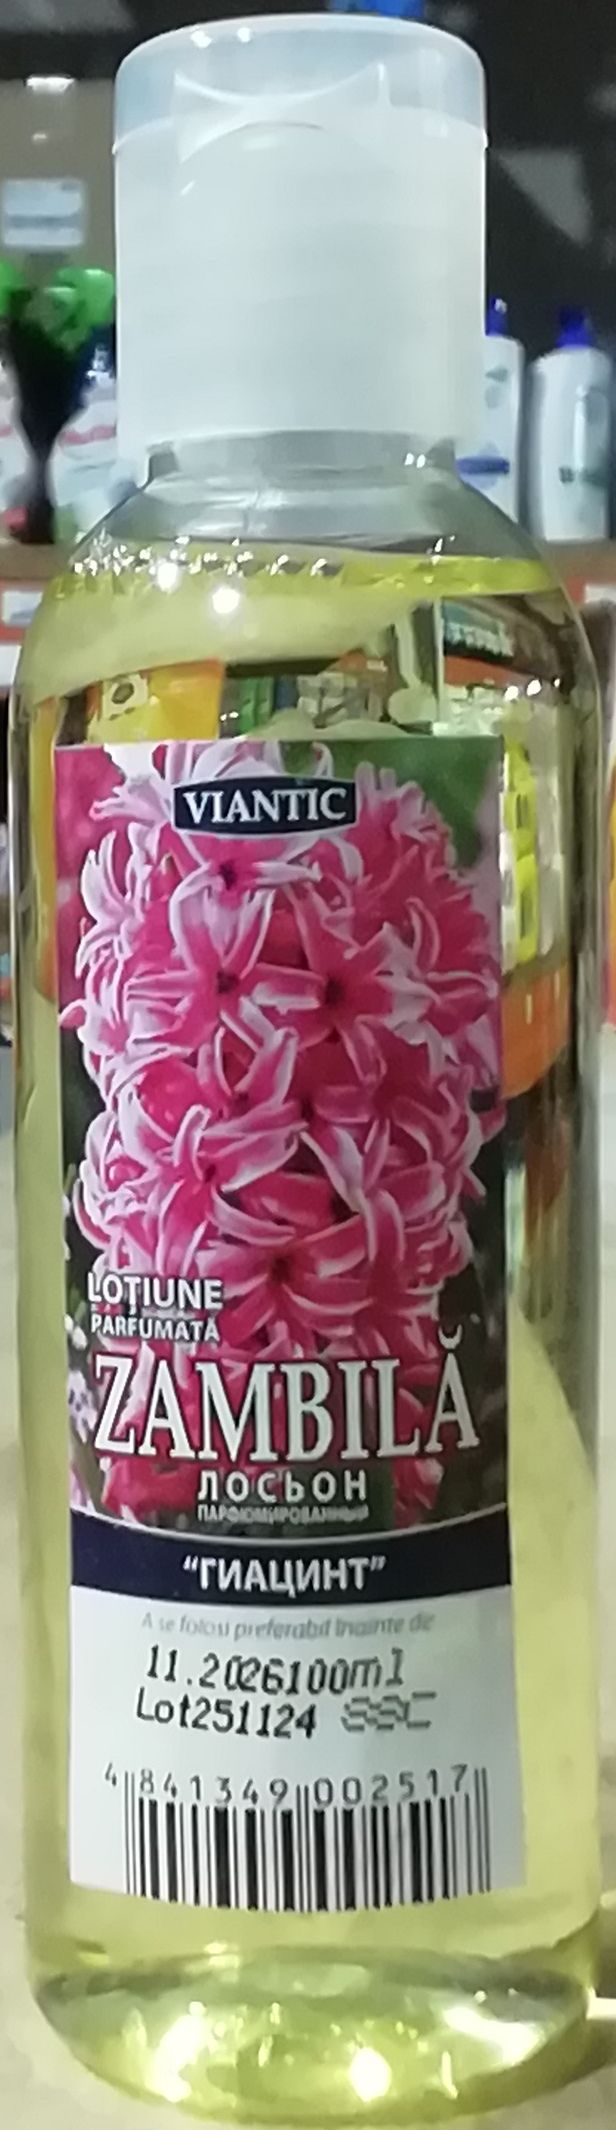 VIANTIC
LOȚIUNE
PARFUMATĂ
ZAMBILĂ
ЛОСЬОН
ПАРФЮМИРОВАННЫЙ
"ГИАЦИНТ"
A se folosi preferabil înainte de
11.2026100ml
Lot251124
4 841349 002517